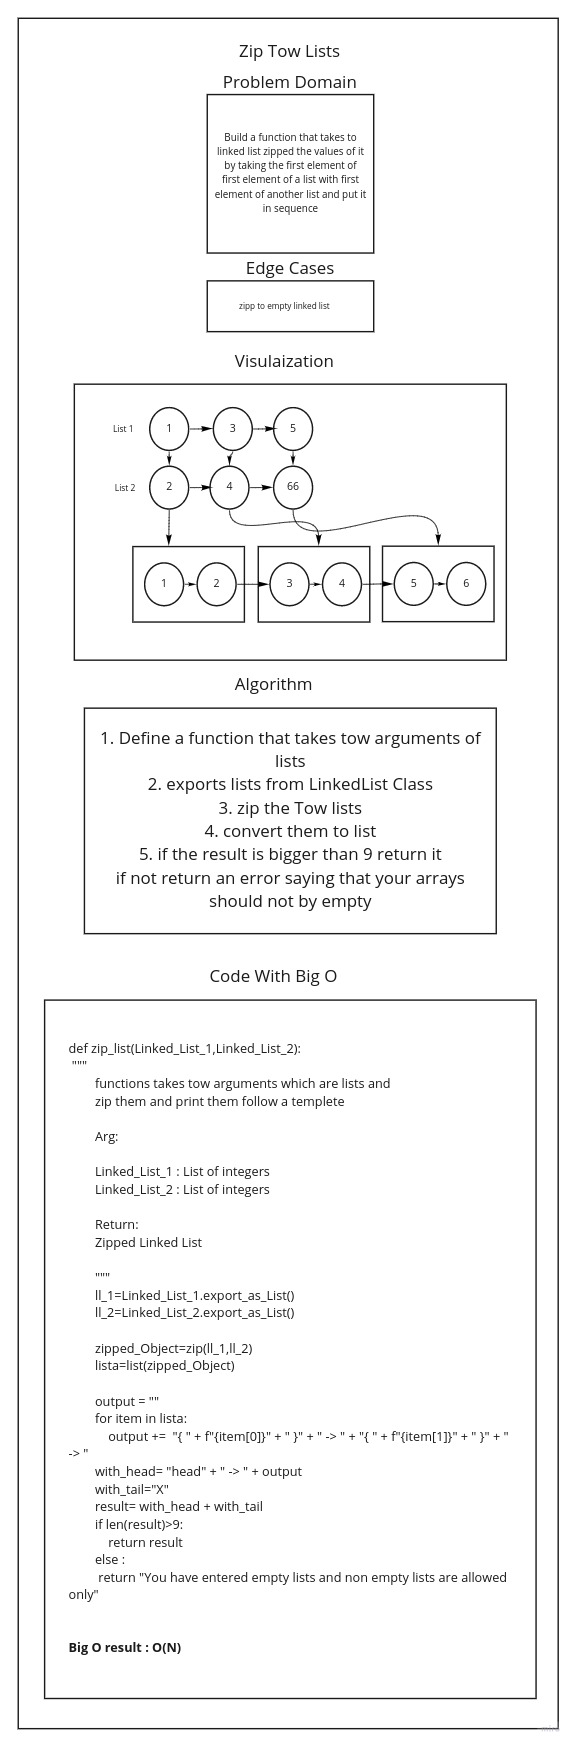 Zip Tow Lists
Problem Domain
Build a function that takes to
linked list zipped the values of it
by taking the first element of
first element of a list with first
element of another list and put it
in sequence
Edge Cases
zipp to empty linked list
Visulaization
List 1 1 3 5
List 2 2 4 66
1 2 3 4 5 6
Algorithm
1. Define a function that takes tow arguments of
lists
2. exports lists from LinkedList Class
3. zip the Tow lists
4. convert them to list
5. if the result is bigger than 9 return it
if not return an error saying that your arrays
should not by empty
Code With Big O
def zip_list(Linked_List_1,Linked_List_2):
"""
functions takes tow arguments which are lists and
zip them and print them follow a templete
Arg:
Linked_List_1 : List of integers
Linked_List_2 : List of integers
Return:
Zipped Linked List
"""
ll_1=Linked_List_1.export_as_List()
ll_2=Linked_List_2.export_as_List()
zipped_Object=zip(ll_1,ll_2)
lista=list(zipped_Object)
output = ""
for item in lista:
output += "{ " + f"{item[0]}" + " }" + " -> " + "{ " + f"{item[1]}" + " }" + "
-> "
with_head= "head" + " -> " + output
with_tail="X"
result= with_head + with_tail
if len(result)>9:
return result
else :
return "You have entered empty lists and non empty lists are allowed
only"
Big O result : O(N)
miro